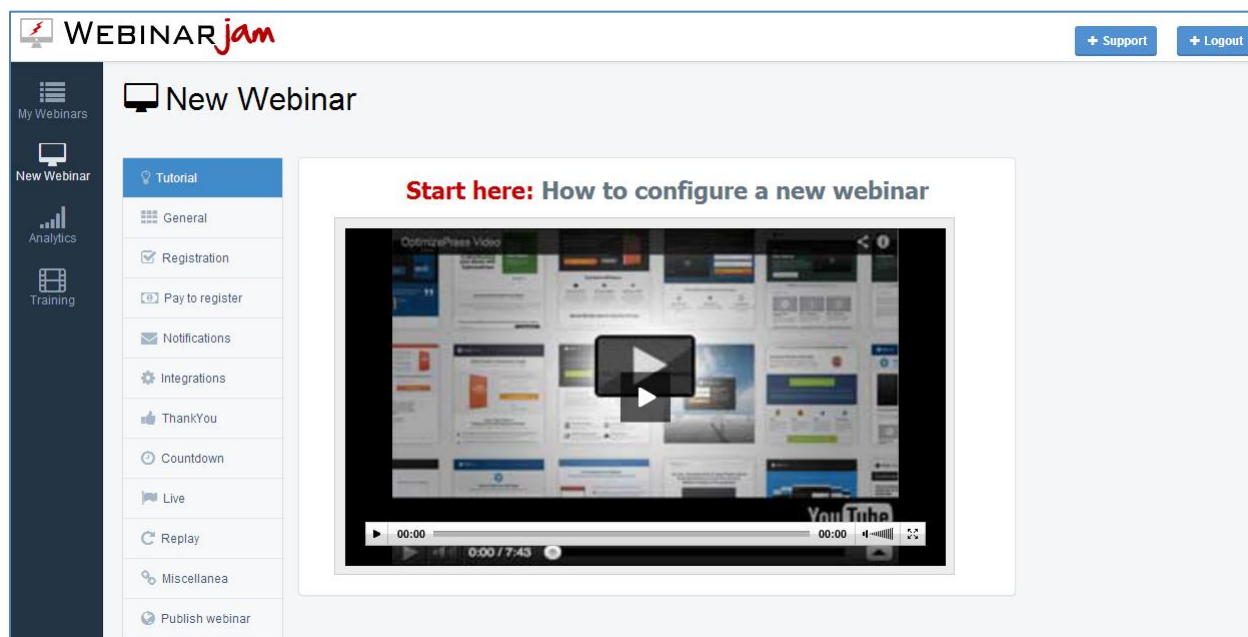 WEBINARjam
+ Support
+ Logout
My Webinars
New Webinar
Analytics
Training
New Webinar
Tutorial
General
Registration
Pay to register
Notifications
Integrations
ThankYou
Countdown
Live
Replay
Miscellanea
Publish webinar
Start here: How to configure a new webinar
OptimizePress Video
YouTube
00:00
00:00
0:00 / 7:43